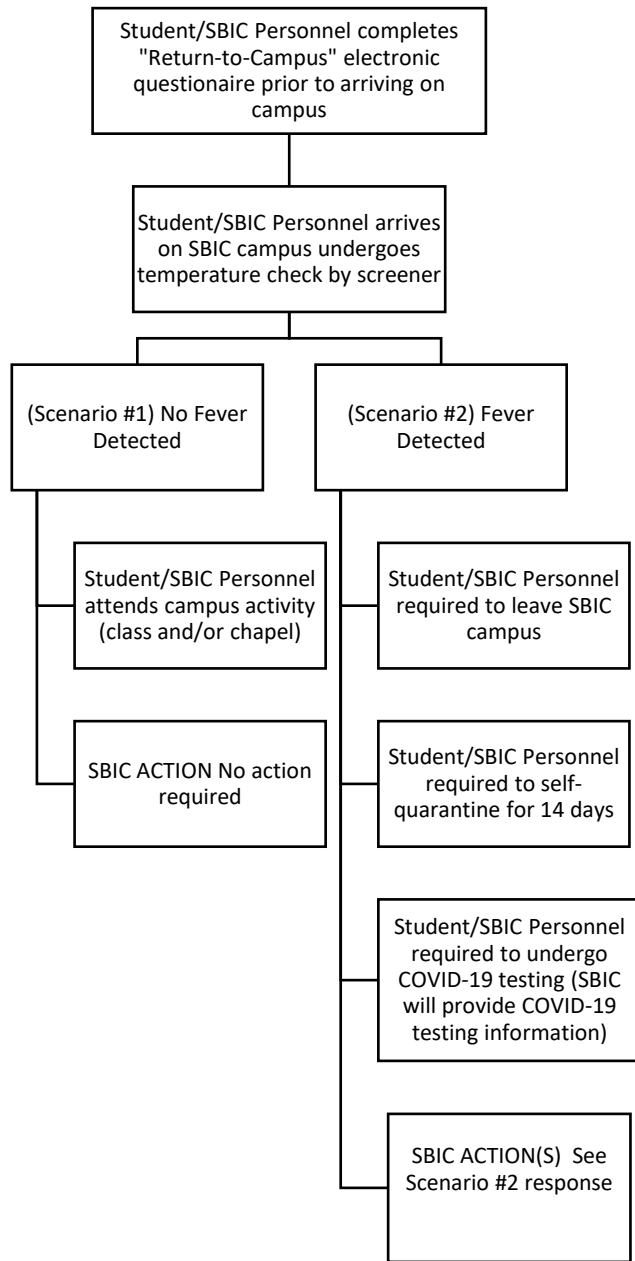 Student/SBIC Personnel completes
"Return-to-Campus" electronic
questionaire prior to arriving on
campus
Student/SBIC Personnel arrives
on SBIC campus undergoes
temperature check by screener
(Scenario #1) No Fever
Detected
Student/SBIC Personnel
attends campus activity
(class and/or chapel)
SBIC ACTION No action
required
(Scenario #2) Fever
Detected
Student/SBIC Personnel
required to leave SBIC
campus
Student/SBIC Personnel
required to self-
quarantine for 14 days
Student/SBIC Personnel
required to undergo
COVID-19 testing (SBIC
will provide COVID-19
testing information)
SBIC ACTION(S) See
Scenario #2 response